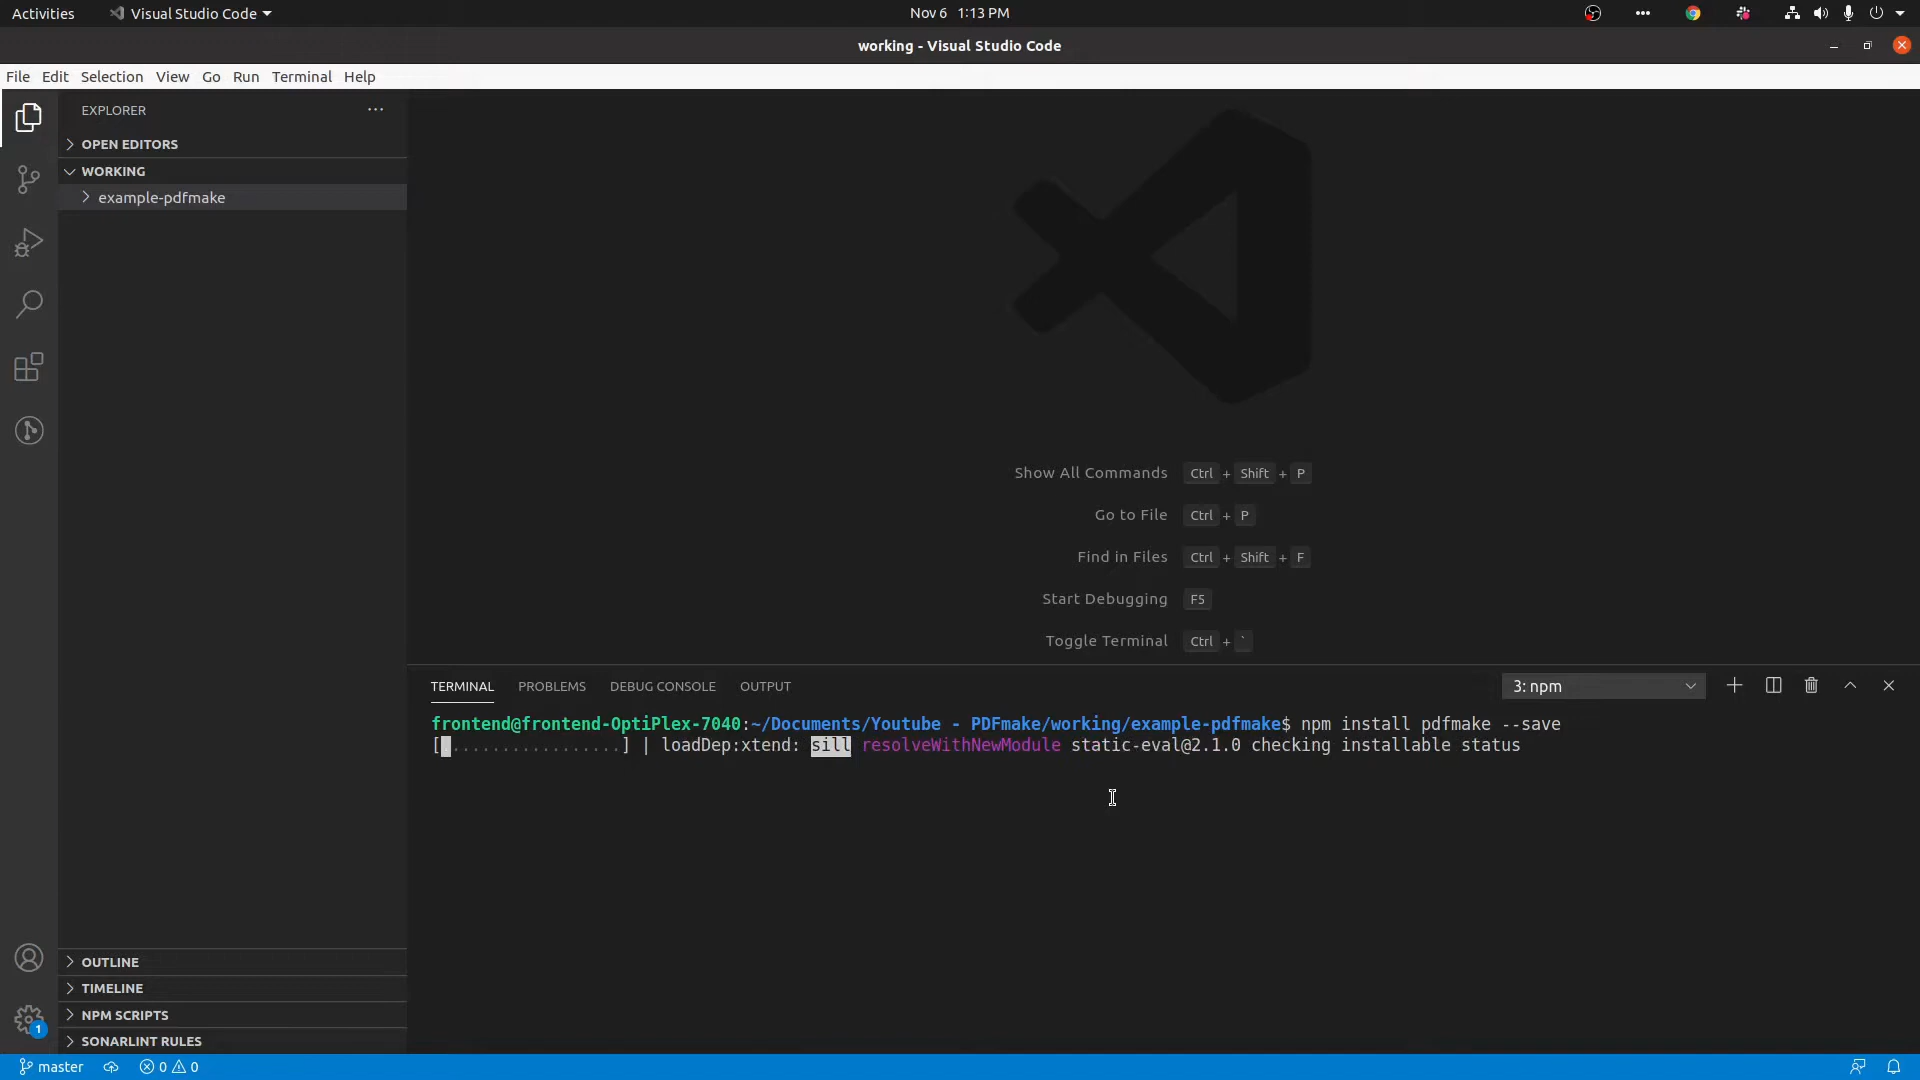 Activities
Visual Studio Code
Nov 6 1:13 PM
working - Visual Studio Code
File Edit Selection View Go Run Terminal Help
EXPLORER
OPEN EDITORS
WORKING
example-pdfmake
Show All Commands Ctrl + Shift + P
Go to File Ctrl + P
Find in Files Ctrl + Shift + F
Start Debugging F5
Toggle Terminal Ctrl + `
TERMINAL PROBLEMS DEBUG CONSOLE OUTPUT
3: npm
frontend@frontend-OptiPlex-7040:~/Documents/Youtube - PDFmake/working/example-pdfmake$ npm install pdfmake --save
[ .................] | loadDep:xtend: sill resolveWithNewModule static-eval@2.1.0 checking installable status
OUTLINE
TIMELINE
NPM SCRIPTS
SONARLINT RULES
1
master 0 0